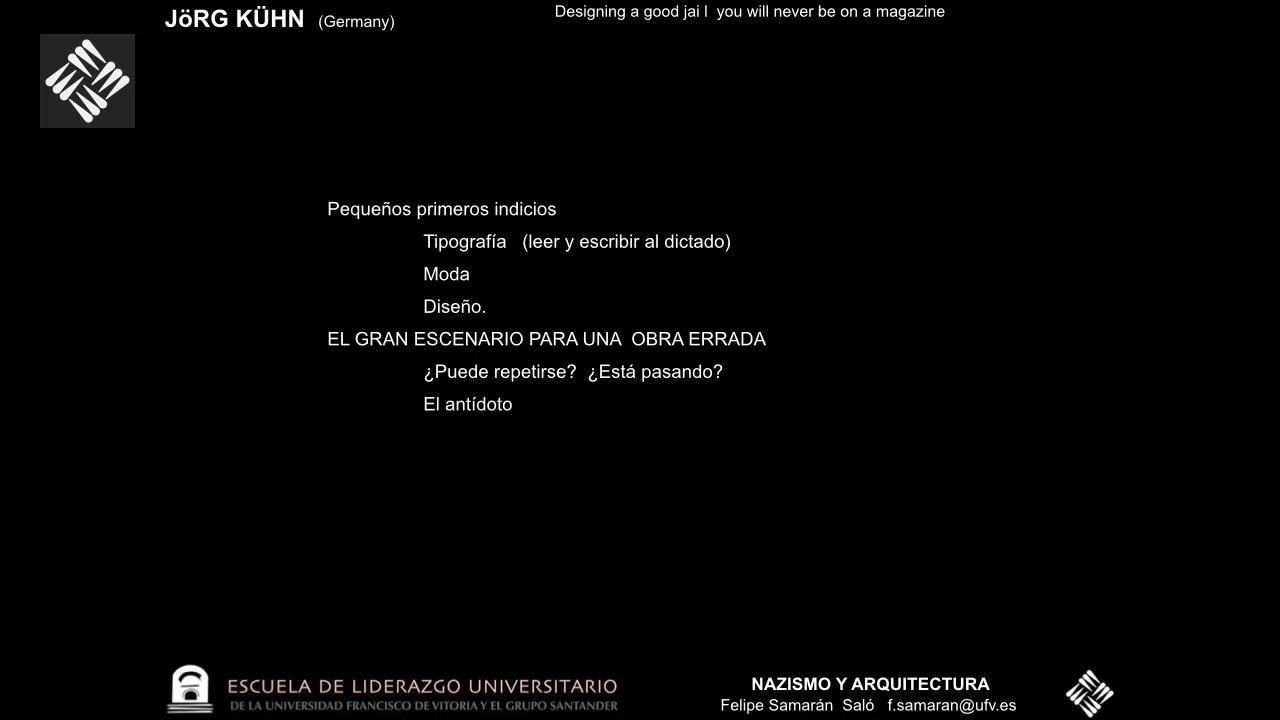 JöRG KÜHN (Germany)
Designing a good jai l you will never be on a magazine
Pequeños primeros indicios
Tipografía (leer y escribir al dictado)
Moda
Diseño.
EL GRAN ESCENARIO PARA UNA OBRA ERRADA
¿Puede repetirse? ¿Está pasando?
El antídoto
ESCUELA DE LIDERAZGO UNIVERSITARIO
DE LA UNIVERSIDAD FRANCISCO DE VITORIA Y EL GRUPO SANTANDER
NAZISMO Y ARQUITECTURA
Felipe Samarán Saló f.samaran@ufv.es